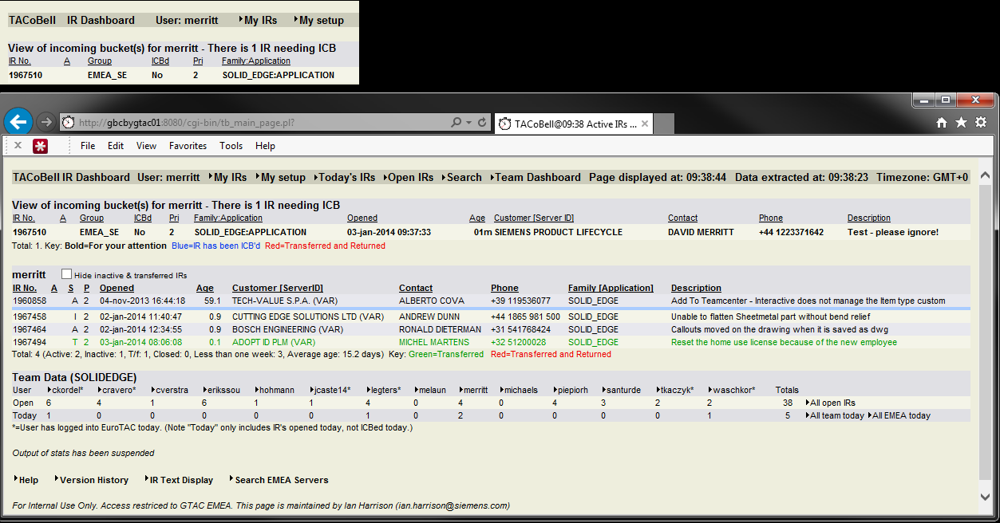 TACoBell IR Dashboard User: merritt My IRs My setup
View of incoming bucket(s) for merritt - There is 1 IR needing ICB
IR No. A Group ICBd Pri Family:Application
1967510 EMEA_SE No 2 SOLID_EDGE:APPLICATION
http://gbcbygtac01:8080/cgi-bin/tb_main_page.pl? TACoBell@09:38 Active IRs ...
File Edit View Favorites Tools Help
TACoBell IR Dashboard User: merritt My IRs My setup Today's IRs Open IRs Search Team Dashboard Page displayed at: 09:38:44 Data extracted at: 09:38:23 Timezone: GMT+0
View of incoming bucket(s) for merritt - There is 1 IR needing ICB
IR No. A Group ICBd Pri Family:Application Opened Age Customer [Server ID] Contact Phone Description
1967510 EMEA_SE No 2 SOLID_EDGE:APPLICATION 03-jan-2014 09:37:33 01m SIEMENS PRODUCT LIFECYCLE DAVID MERRITT +44 1223371642 Test - please ignore!
Total: 1. Key: Bold=For your attention Blue=IR has been ICB'd Red=Transferred and Returned
merritt Hide inactive & transferred IRs
IR No. A S P Opened Age Customer [ServerID] Contact Phone Family [Application] Description
1960858 A 2 04-nov-2013 16:44:18 59.1 TECH-VALUE S.P.A. (VAR) ALBERTO COVA +39 119536077 SOLID_EDGE Add To Teamcenter - Interactive does not manage the Item type custom
1967458 I 2 02-jan-2014 11:40:47 0.9 CUTTING EDGE SOLUTIONS LTD (VAR) ANDREW DUNN +44 1865 981 500 SOLID_EDGE Unable to flatten Sheetmetal part without bend relief
1967464 A 2 02-jan-2014 12:34:55 0.9 BOSCH ENGINEERING (VAR) RONALD DIETERMAN +31 541768424 SOLID_EDGE Callouts moved on the drawing when it is saved as dwg
1967494 T 2 03-jan-2014 08:06:08 0.1 ADOPT ID PLM (VAR) MICHEL MARTENS +32 51200028 SOLID_EDGE Reset the home use license because of the new employee
Total: 4 (Active: 2, Inactive: 1, T/f: 1, Closed: 0, Less than one week: 3, Average age: 15.2 days) Key: Green=Transferred Red=Transferred and Returned
Team Data (SOLIDEDGE)
User ckordel* cravero* cverstra erikssou hohmann jcaste14* legters* melaun merritt michaels piepiorh santurde tkaczyk* waschkor* Totals
Open 6 4 1 6 1 1 4 0 4 0 4 3 2 2 38 All open IRs
Today 1 0 0 0 0 0 1 0 2 0 0 0 0 1 5 All team today All EMEA today
*=User has logged into EuroTAC today. (Note "Today" only includes IR's opened today, not ICBed today.)
Output of stats has been suspended
Help Version History IR Text Display Search EMEA Servers
For Internal Use Only. Access restriced to GTAC EMEA. This page is maintained by Ian Harrison (ian.harrison@siemens.com)